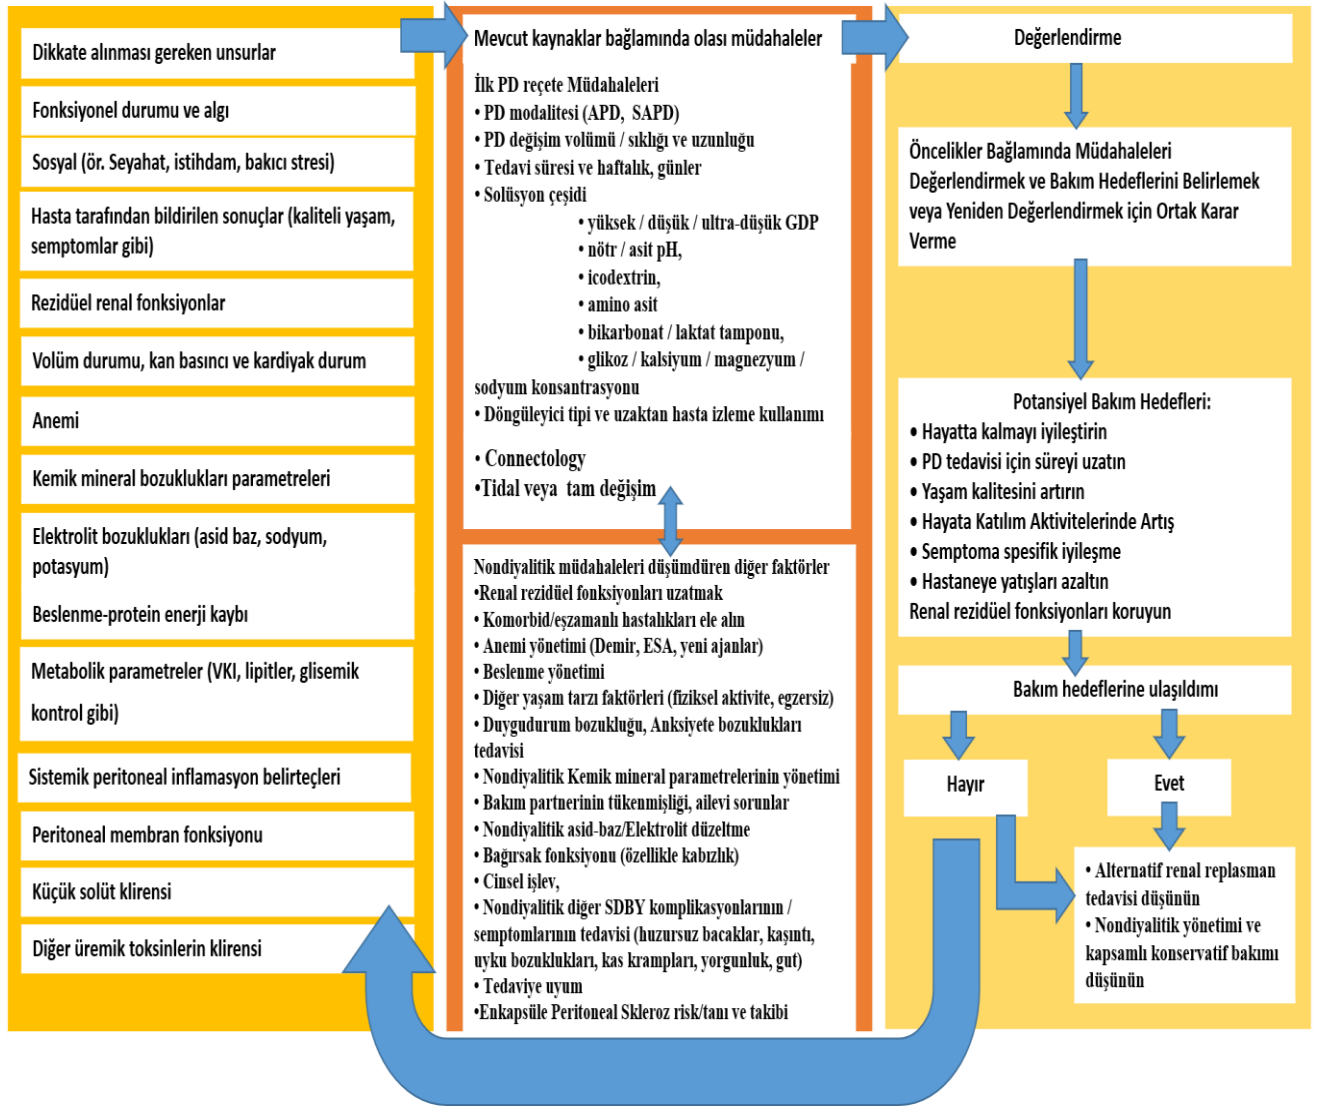 Dikkate alınması gereken unsurlar
Fonksiyonel durumu ve algı
Sosyal (ör. Seyahat, istihdam, bakıcı stresi)
Hasta tarafından bildirilen sonuçlar (kaliteli yaşam,
semptomlar gibi)
Rezidüel renal fonksiyonlar
Volüm durumu, kan basıncı ve kardiyak durum
Anemi
Kemik mineral bozuklukları parametreleri
Elektrolit bozuklukları (asid baz, sodyum,
potasyum)
Beslenme-protein enerji kaybı
Metabolik parametreler (VKI, lipitler, glisemik
kontrol gibi)
Sistemik peritoneal inflamasyon belirteçleri
Peritoneal membran fonksiyonu
Küçük solüt klirensi
Diğer üremik toksinlerin klirensi
Mevcut kaynaklar bağlamında olası müdahaleler
İlk PD reçete Müdahaleleri
• PD modalitesi (APD, SAPD)
• PD değişim volümü / sıklığı ve uzunluğu
• Tedavi süresi ve haftalık, günler
• Solüsyon çeşidi
• yüksek / düşük / ultra-düşük GDP
• nötr / asit pH,
• icodextrin,
• amino asit
• bikarbonat / laktat tamponu,
• glikoz / kalsiyum / magnezyum /
sodyum konsantrasyonu
• Döngüleyici tipi ve uzaktan hasta izleme kullanımı
• Connectology
•Tidal veya tam değişim
Nondiyalitik müdahaleleri düşümdüren diğer faktörler
•Renal rezidüel fonksiyonları uzatmak
• Komorbid/eşzamanlı hastalıkları ele alın
• Anemi yönetimi (Demir, ESA, yeni ajanlar)
• Beslenme yönetimi
• Diğer yaşam tarzı faktörleri (fiziksel aktivite, egzersiz)
• Duygudurum bozukluğu, Anksiyete bozuklukları
tedavisi
• Nondiyalitik Kemik mineral parametrelerinin yönetimi
• Bakım partnerinin tükenmişliği, ailevi sorunlar
• Nondiyalitik asid-baz/Elektrolit düzeltme
• Bağırsak fonksiyonu (özellikle kabızlık)
• Cinsel işlev,
• Nondiyalitik diğer SDBY komplikasyonlarının /
semptomlarının tedavisi (huzursuz bacaklar, kaşıntı,
uyku bozuklukları, kas krampları, yorgunluk, gut)
• Tedaviye uyum
•Enkapsüle Peritoneal Skleroz risk/tanı ve takibi
Değerlendirme
Öncelikler Bağlamında Müdahaleleri
Değerlendirmek ve Bakım Hedeflerini Belirlemek
veya Yeniden Değerlendirmek için Ortak Karar
Verme
Potansiyel Bakım Hedefleri:
• Hayatta kalmayı iyileştirin
• PD tedavisi için süreyi uzatın
• Yaşam kalitesini artırın
• Hayata Katılım Aktivitelerinde Artış
• Semptoma spesifik iyileşme
• Hastaneye yatışları azaltın
Renal rezidüel fonksiyonları koruyun
Bakım hedeflerine ulaşıldımı
Hayır
Evet
• Alternatif renal replasman
tedavisi düşünün
• Nondiyalitik yönetimi ve
kapsamlı konservatif bakımı
düşünün